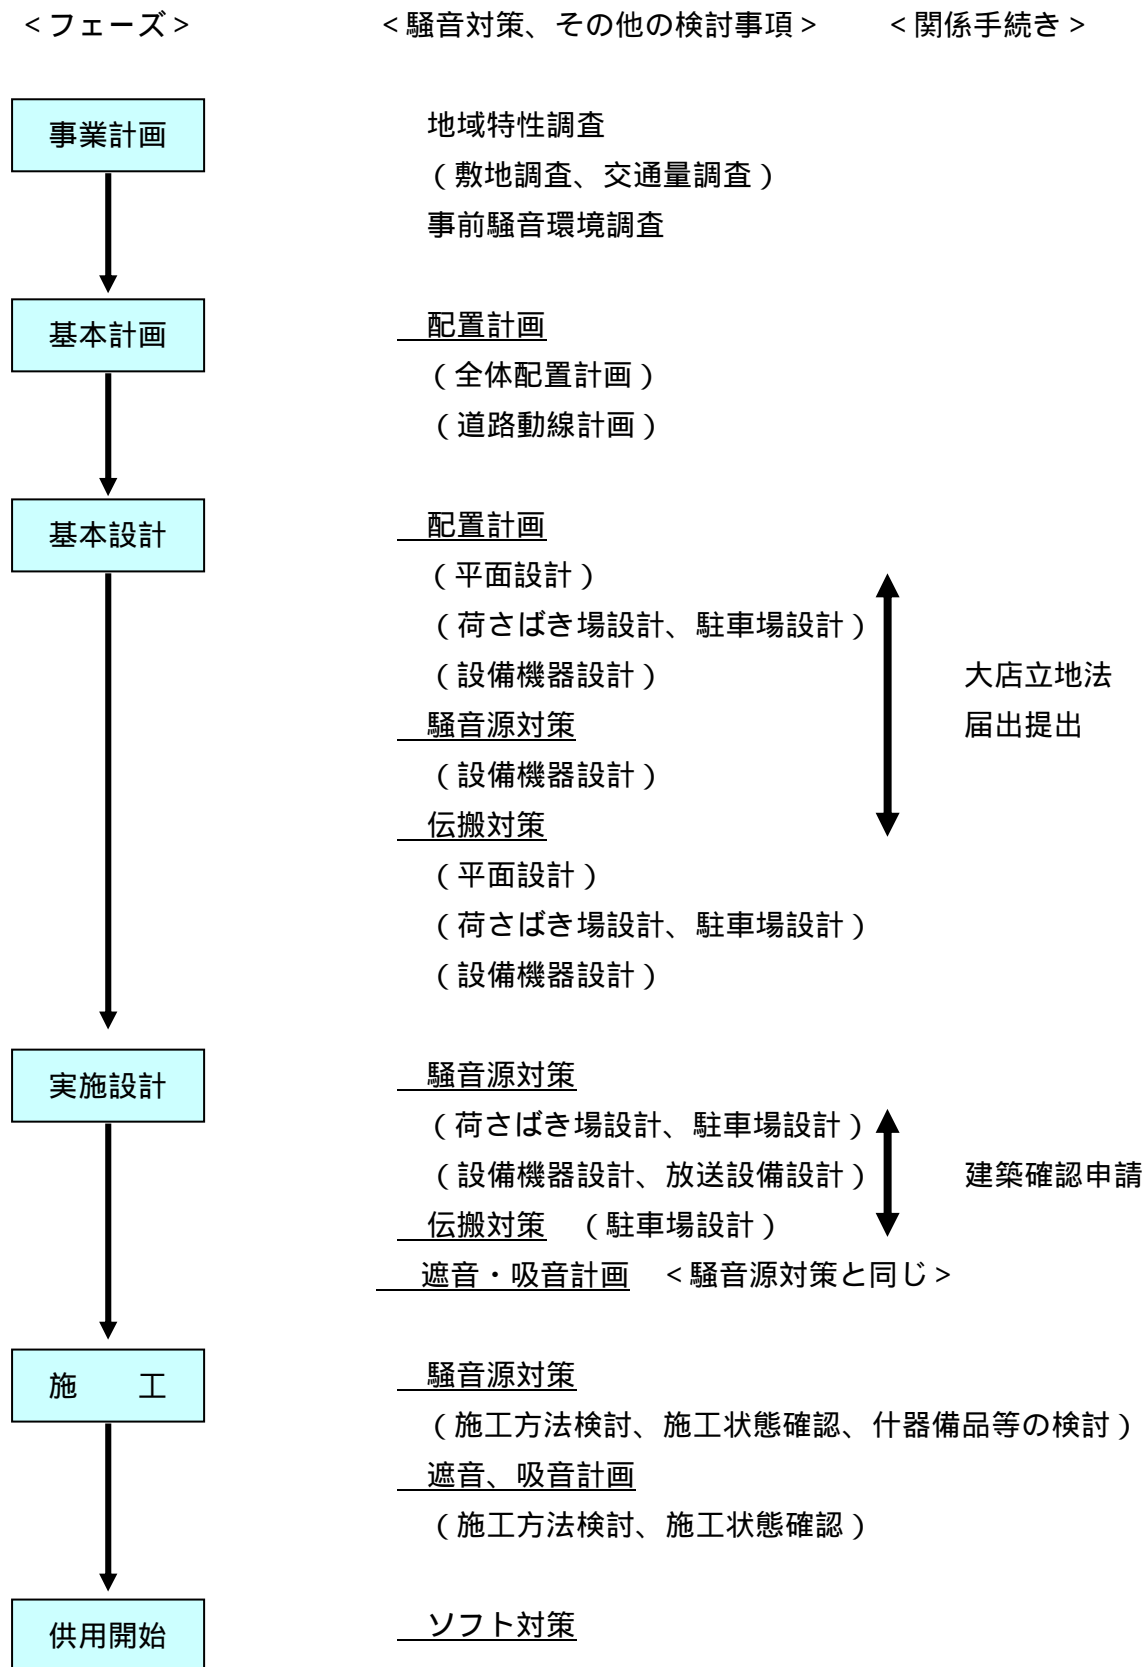 ＜フェーズ＞　＜騒音対策、その他の検討事項＞　＜関係手続き＞
事業計画　地域特性調査
（敷地調査、交通量調査）
事前騒音環境調査
基本計画　配置計画
（全体配置計画）
（道路動線計画）
基本設計　配置計画
（平面設計）
（荷さばき場設計、駐車場設計）
（設備機器設計）　大店立地法
騒音源対策　届出提出
（設備機器設計）
伝搬対策
（平面設計）
（荷さばき場設計、駐車場設計）
（設備機器設計）
実施設計　騒音源対策
（荷さばき場設計、駐車場設計）
（設備機器設計、放送設備設計）　建築確認申請
伝搬対策　（駐車場設計）
遮音・吸音計画　＜騒音源対策と同じ＞
施　　工　騒音源対策
（施工方法検討、施工状態確認、什器備品等の検討）
遮音、吸音計画
（施工方法検討、施工状態確認）
供用開始　ソフト対策